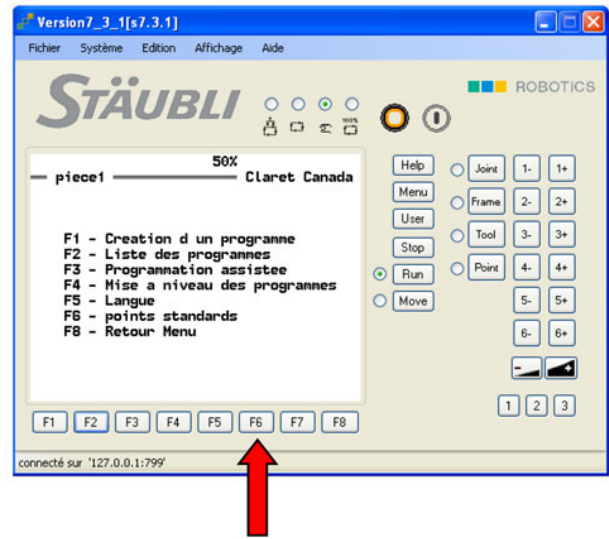 Version7_3_1[s7.3.1]
Fichier Système Edition Affichage Aide
STÄUBLI
ROBOTICS
100%
50%
piece1 Claret Canada
F1 - Creation d un programme
F2 - Liste des programmes
F3 - Programmation assistee
F4 - Mise a niveau des programmes
F5 - Langue
F6 - points standards
F8 - Retour Menu
Help
Menu
User
Stop
Run
Move
Joint 1- 1+
Frame 2- 2+
Tool 3- 3+
Point 4- 4+
5- 5+
6- 6+
- +
1 2 3
F1 F2 F3 F4 F5 F6 F7 F8
connecté sur '127.0.0.1:799'